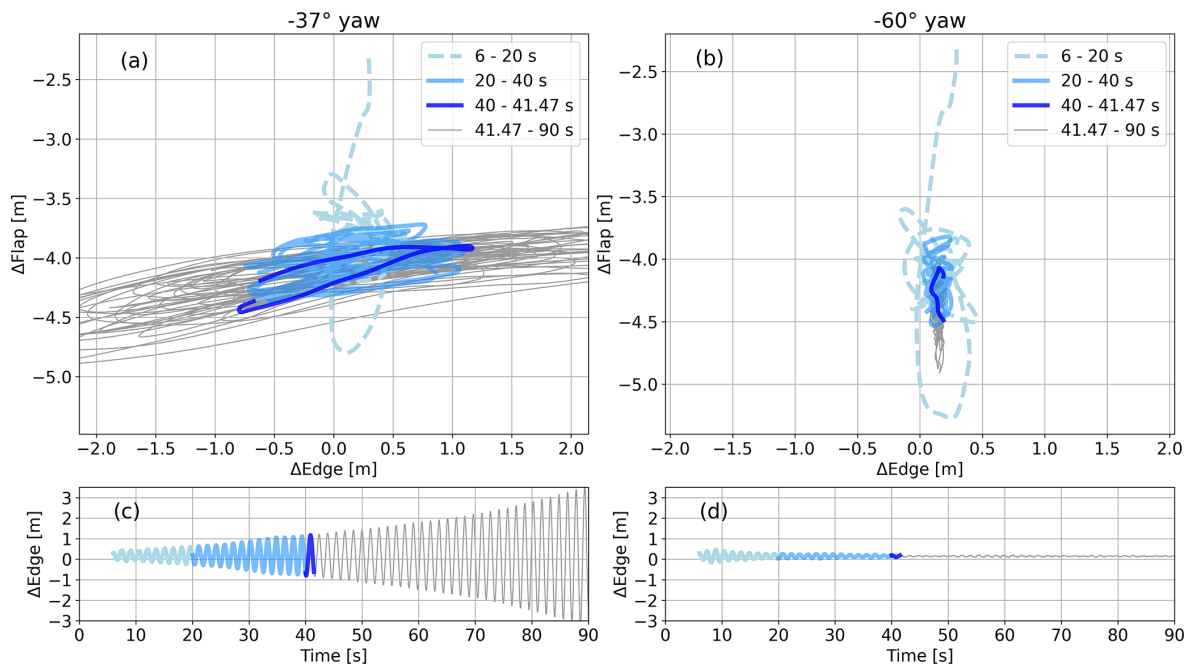 -37° yaw
(a)
6 - 20 s
20 - 40 s
40 - 41.47 s
41.47 - 90 s
−2.5
−3.0
−3.5
−4.0
−4.5
−5.0
ΔFlap [m]
−2.0 −1.5 −1.0 −0.5 0.0 0.5 1.0 1.5 2.0
ΔEdge [m]
-60° yaw
(b)
6 - 20 s
20 - 40 s
40 - 41.47 s
41.47 - 90 s
−2.5
−3.0
−3.5
−4.0
−4.5
−5.0
ΔFlap [m]
−2.0 −1.5 −1.0 −0.5 0.0 0.5 1.0 1.5 2.0
ΔEdge [m]
(c)
3
2
1
0
−1
−2
−3
ΔEdge [m]
0 10 20 30 40 50 60 70 80 90
Time [s]
(d)
3
2
1
0
−1
−2
−3
ΔEdge [m]
0 10 20 30 40 50 60 70 80 90
Time [s]